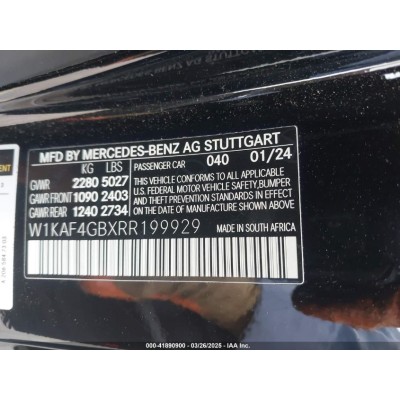 MFD BY MERCEDES-BENZ AG STUTTGART
KG LBS PASSENGER CAR 040 01/24
GVWR 2280 5027 THIS VEHICLE CONFORMS TO ALL APPLICABLE
GAWR FRONT 1090 2403 U.S. FEDERAL MOTOR VEHICLE SAFETY, BUMPER
GAWR REAR 1240 2734 AND THEFT PREVENTION STANDARDS IN EFFECT
ON THE DATE OF MANUFACTURE SHOWN ABOVE.
W1KAF4GBXRR199929 MADE IN SOUTH AFRICA
000-41890900 - 03/26/2025 - IAA Inc.